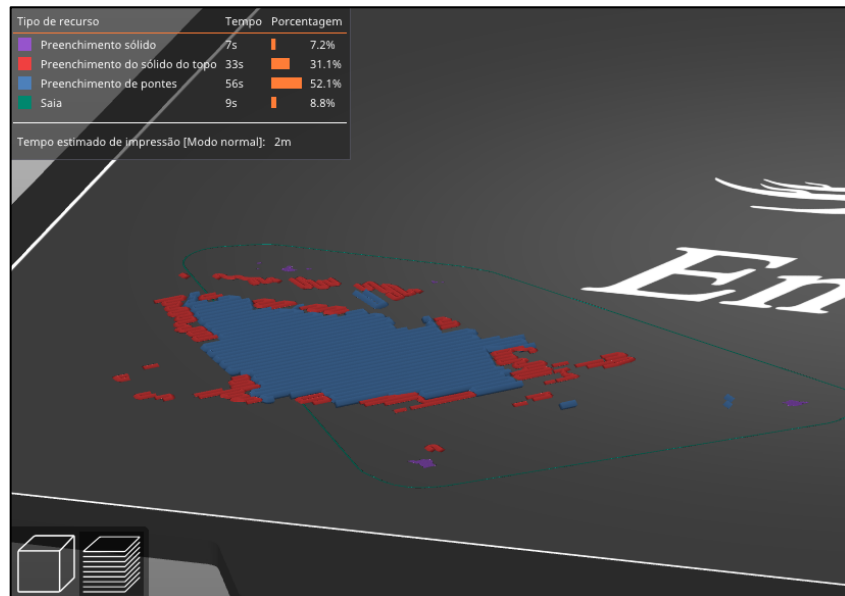 Tipo de recurso Tempo Porcentagem
Preenchimento sólido 7s 7.2%
Preenchimento do sólido do topo 33s 31.1%
Preenchimento de pontes 56s 52.1%
Saia 9s 8.8%
Tempo estimado de impressão [Modo normal]: 2m
En